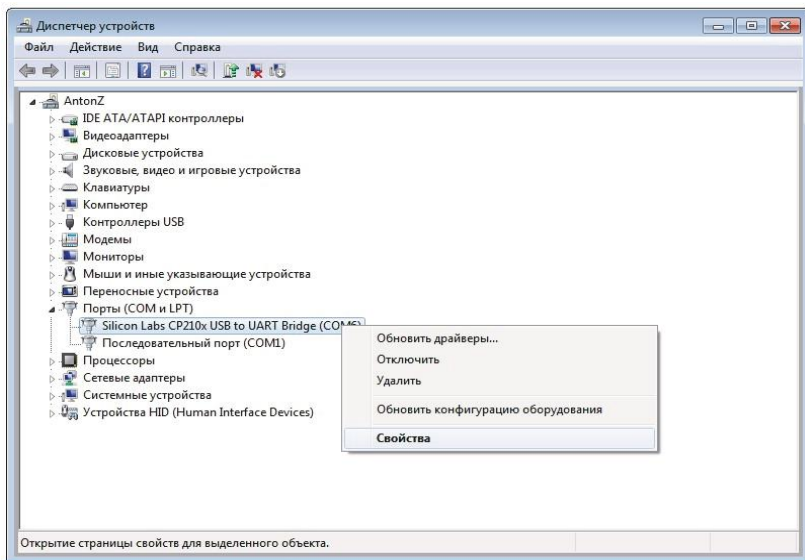 Диспетчер устройств
Файл Действие Вид Справка
AntonZ
IDE ATA/ATAPI контроллеры
Видеоадаптеры
Дисковые устройства
Звуковые, видео и игровые устройства
Клавиатуры
Компьютер
Контроллеры USB
Модемы
Мониторы
Мыши и иные указывающие устройства
Переносные устройства
Порты (COM и LPT)
Silicon Labs CP210x USB to UART Bridge (COM6)
Последовательный порт (COM1)
Процессоры
Сетевые адаптеры
Системные устройства
Устройства HID (Human Interface Devices)
Обновить драйверы...
Отключить
Удалить
Обновить конфигурацию оборудования
Свойства
Открытие страницы свойств для выделенного объекта.